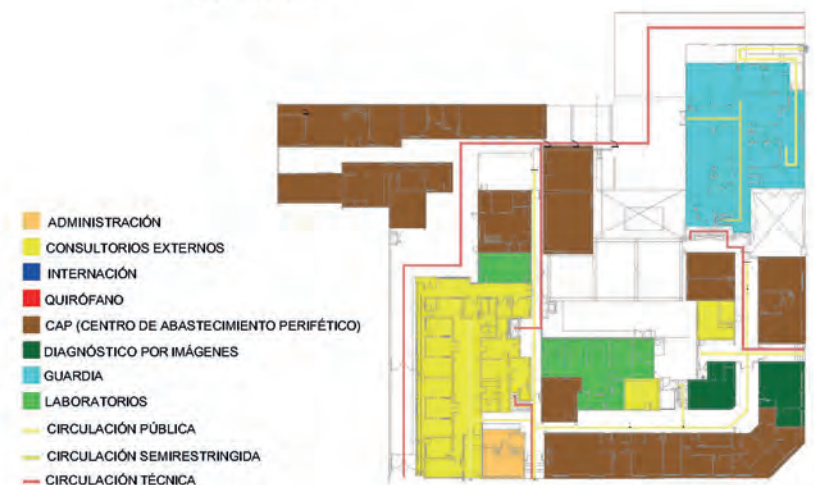 ADMINISTRACIÓN
CONSULTORIOS EXTERNOS
INTERNACIÓN
QUIRÓFANO
CAP (CENTRO DE ABASTECIMIENTO PERIFÉTICO)
DIAGNÓSTICO POR IMÁGENES
GUARDIA
LABORATORIOS
CIRCULACIÓN PÚBLICA
CIRCULACIÓN SEMIRESTRINGIDA
CIRCULACIÓN TÉCNICA